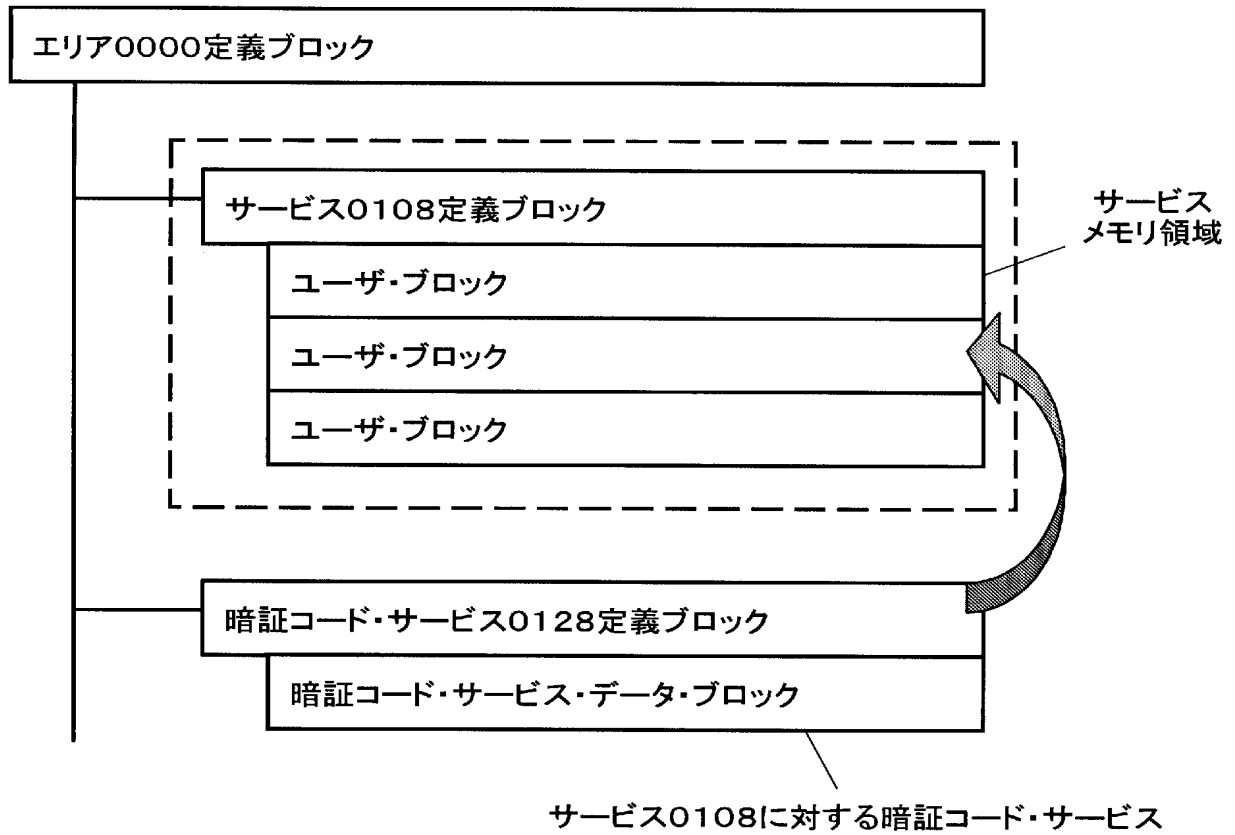 エリア0000定義ブロック
サービス0108定義ブロック
サービス
メモリ領域
ユーザ・ブロック
ユーザ・ブロック
ユーザ・ブロック
暗証コード・サービス0128定義ブロック
暗証コード・サービス・データ・ブロック
サービス0108に対する暗証コード・サービス